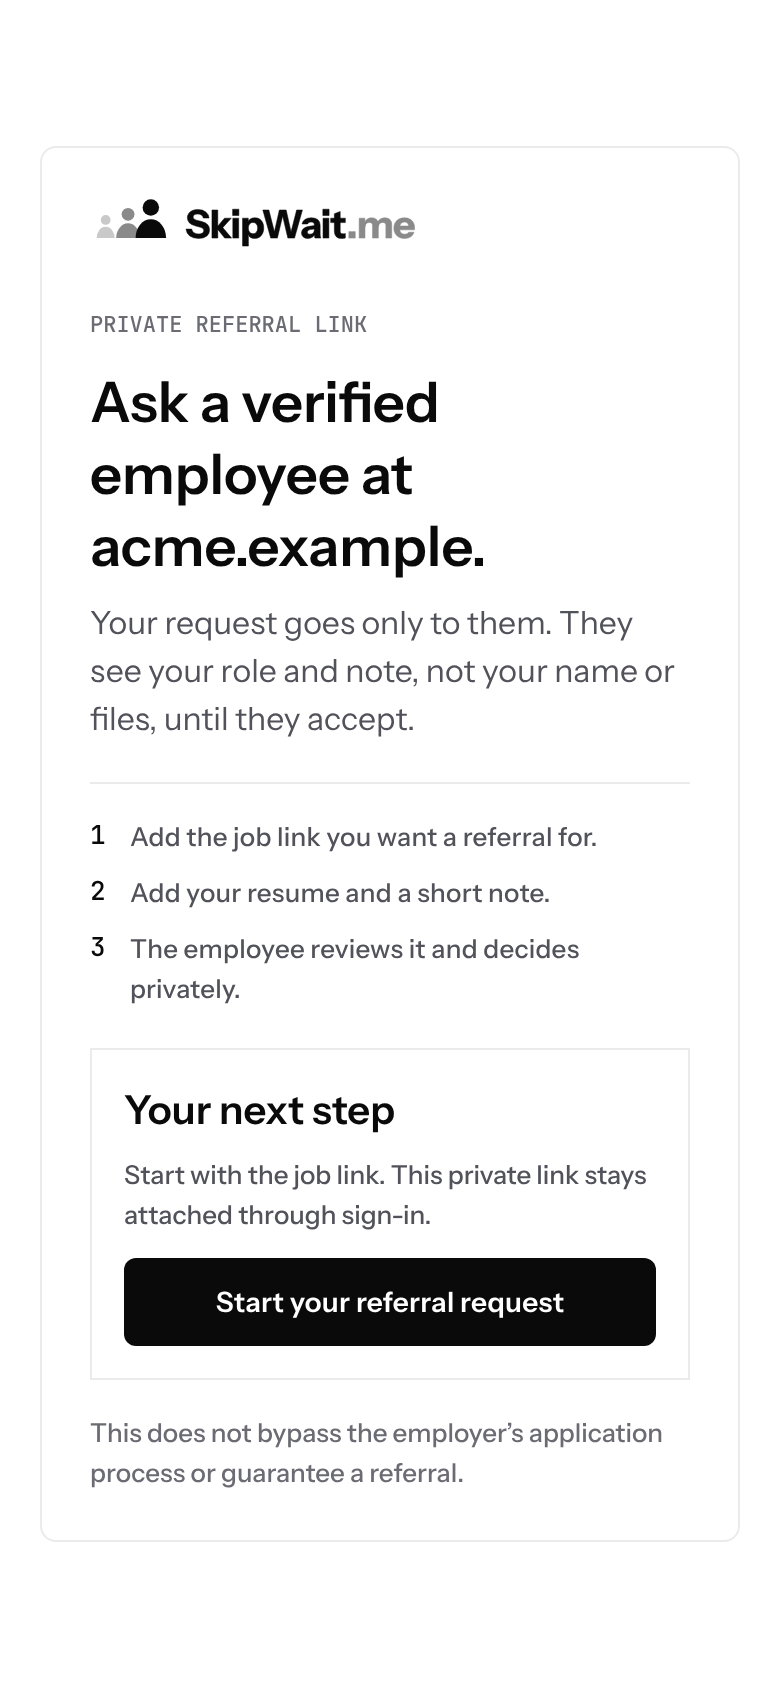 SkipWait.me
PRIVATE REFERRAL LINK
Ask a verified
employee at
acme.example.
Your request goes only to them. They
see your role and note, not your name or
files, until they accept.
1 Add the job link you want a referral for.
2 Add your resume and a short note.
3 The employee reviews it and decides
privately.
Your next step
Start with the job link. This private link stays
attached through sign-in.
Start your referral request
This does not bypass the employer’s application
process or guarantee a referral.